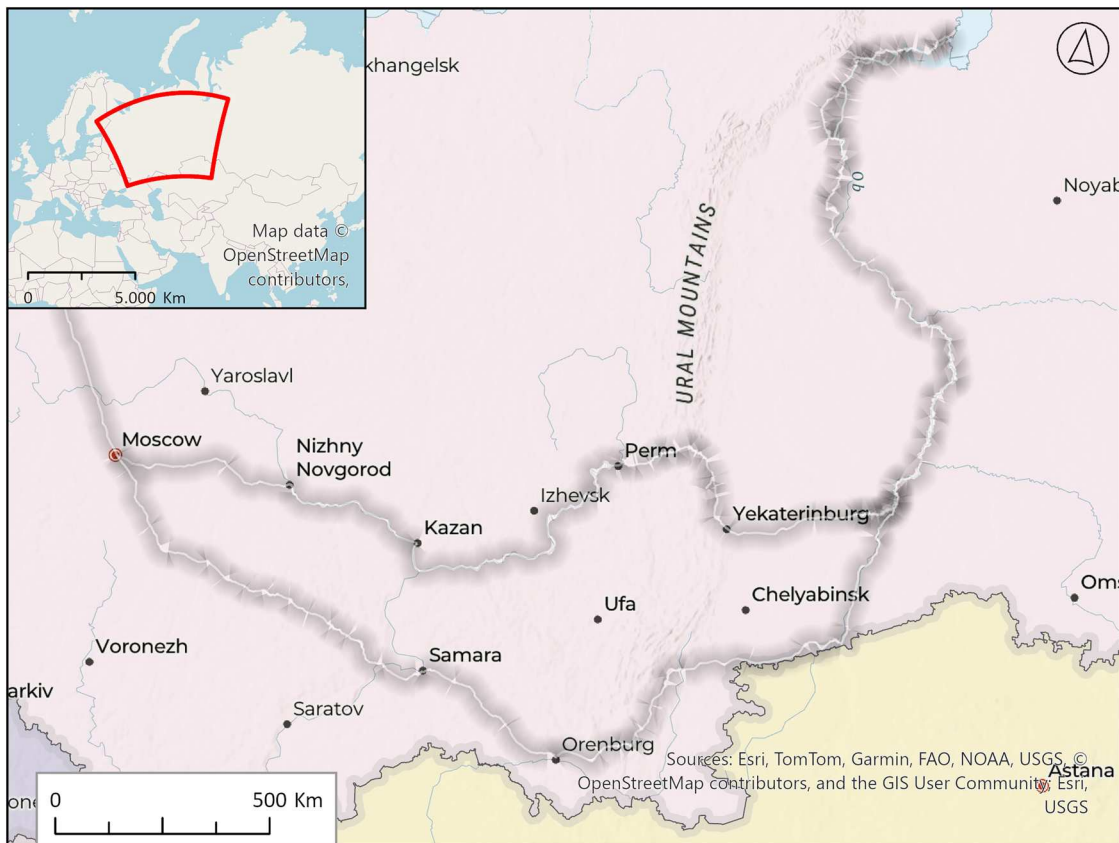 khangelsk
Map data ©
OpenStreetMap
contributors,
0 5.000 Km
Ob
Noyab
URAL MOUNTAINS
Yaroslavl
Moscow
Nizhny
Novgorod
Perm
Izhevsk
Yekaterinburg
Kazan
Chelyabinsk
Oms
Ufa
Voronezh
Samara
arkiv
Saratov
Orenburg
Sources: Esri, TomTom, Garmin, FAO, NOAA, USGS, ©
OpenStreetMap contributors, and the GIS User Community, Esri,
USGS
Astana
one
0 500 Km